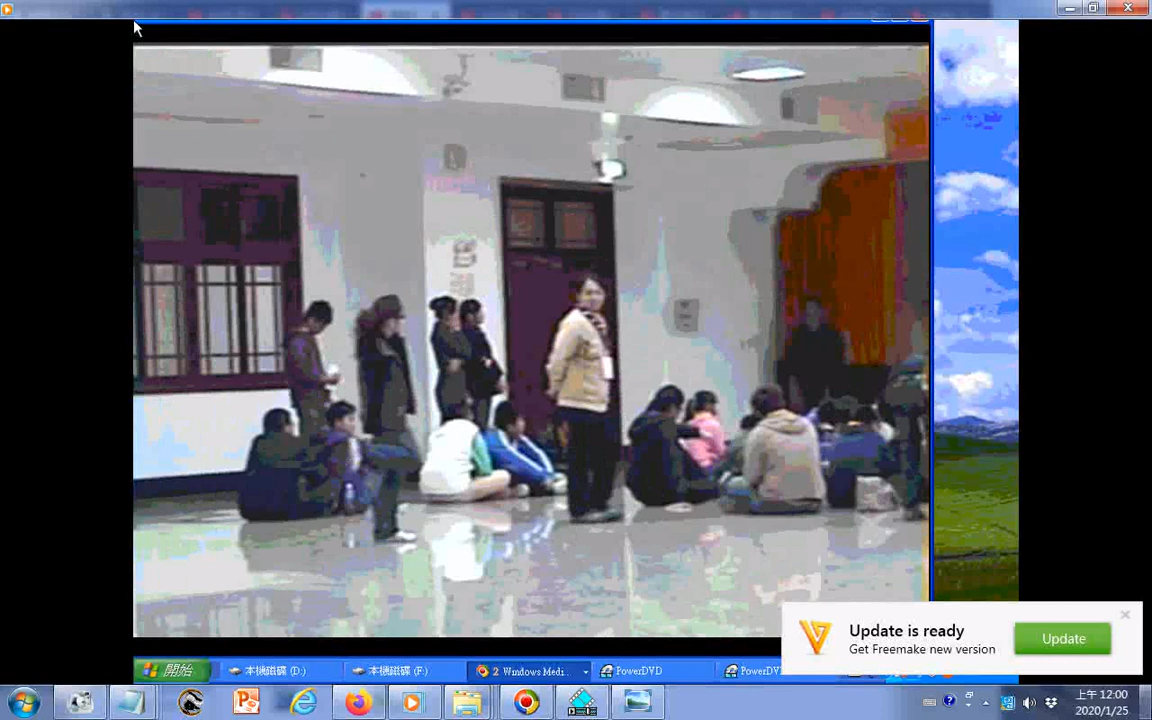 Update is ready
Get Freemake new version
Update
開始
本機磁碟 (D:)
本機磁碟 (F:)
2 Windows Medi...
PowerDVD
上午 12:00
2020/1/25